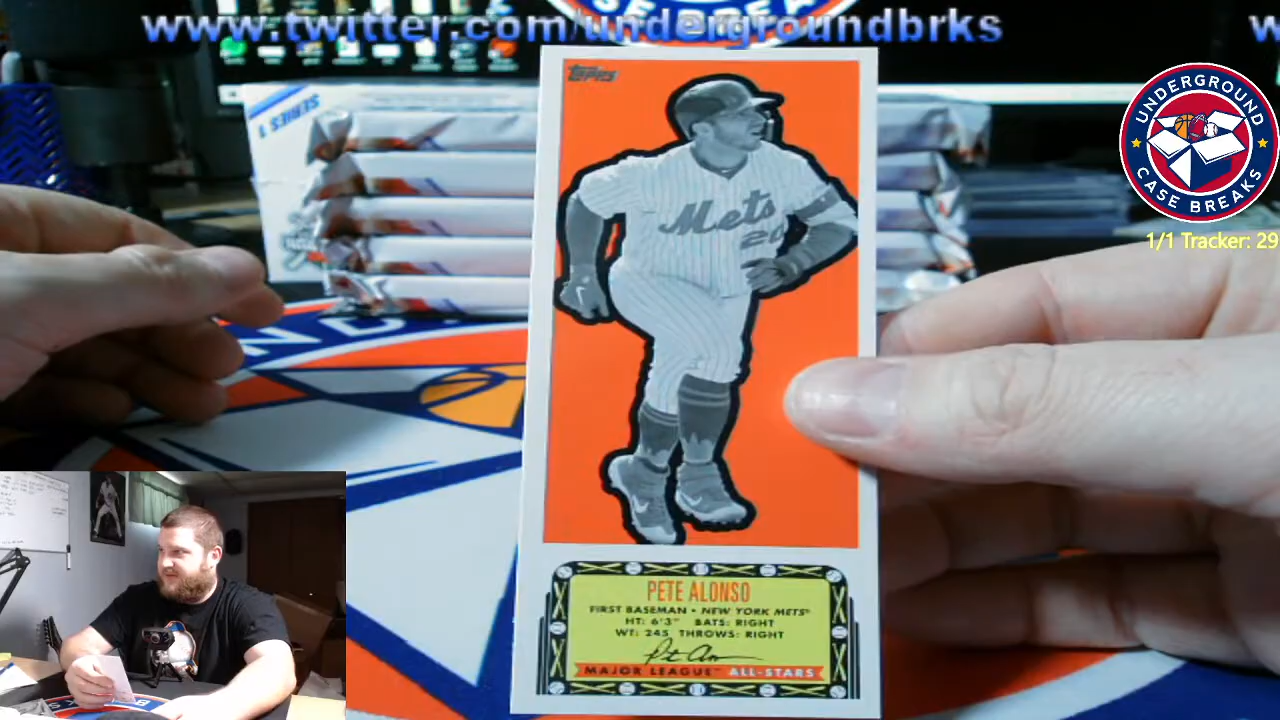 www.twitter.com/undergroundbrks
SERIES 1
UNDERGROUND
CASE BREAKS
1/1 Tracker: 29
Topps
Mets
20
PETE ALONSO
FIRST BASEMAN • NEW YORK METS®
HT: 6'3" BATS: RIGHT
WT: 245 THROWS: RIGHT
MAJOR LEAGUE™ ALL-STARS